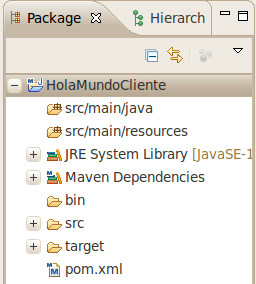 Package Hierarch
HolaMundoCliente
src/main/java
src/main/resources
JRE System Library [JavaSE-1
Maven Dependencies
bin
src
target
pom.xml